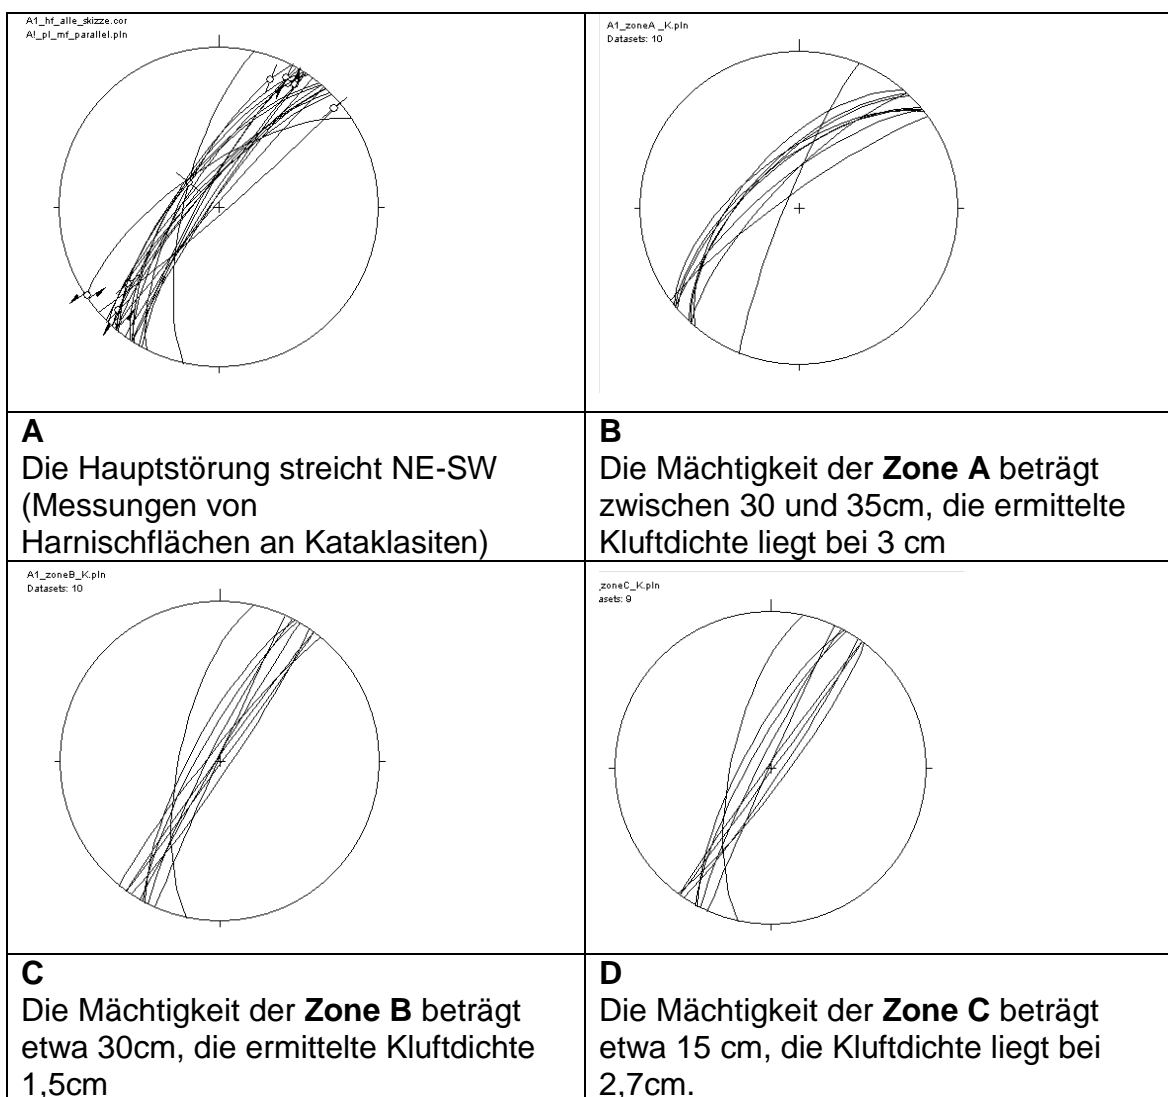 A1_hf_alle_skizze.cor
A!_pl_mf_parallel.pln
A1_zoneA _K.pln
Datasets: 10
A
Die Hauptstörung streicht NE-SW
(Messungen von
Harnischflächen an Kataklasiten)
B
Die Mächtigkeit der Zone A beträgt
zwischen 30 und 35cm, die ermittelte
Kluftdichte liegt bei 3 cm
A1_zoneB_K.pln
Datasets: 10
_zoneC_K.pln
asets: 9
C
Die Mächtigkeit der Zone B beträgt
etwa 30cm, die ermittelte Kluftdichte
1,5cm
D
Die Mächtigkeit der Zone C beträgt
etwa 15 cm, die Kluftdichte liegt bei
2,7cm.